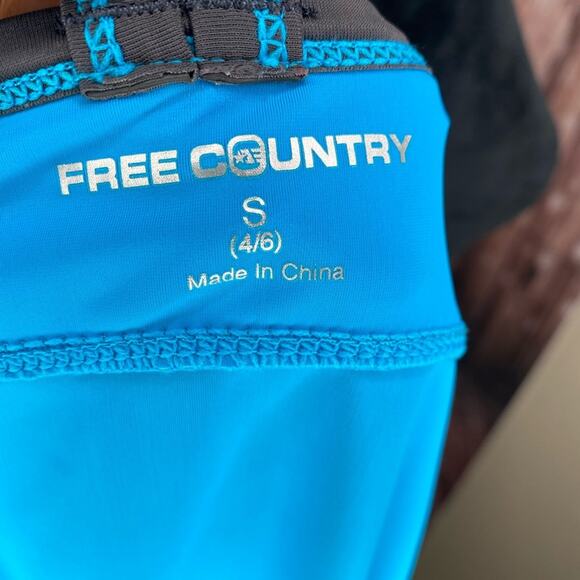 FREE COUNTRY
S
(4/6)
Made In China